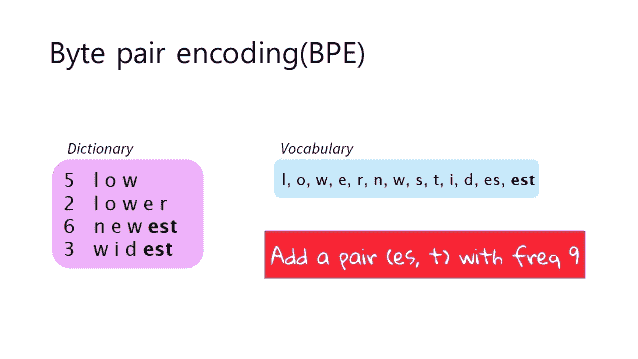 Byte pair encoding(BPE)
Dictionary
5 l o w
2 l o w e r
6 n e w est
3 w i d est
Vocabulary
l, o, w, e, r, n, w, s, t, i, d, es, est
Add a pair (es, t) with freq 9